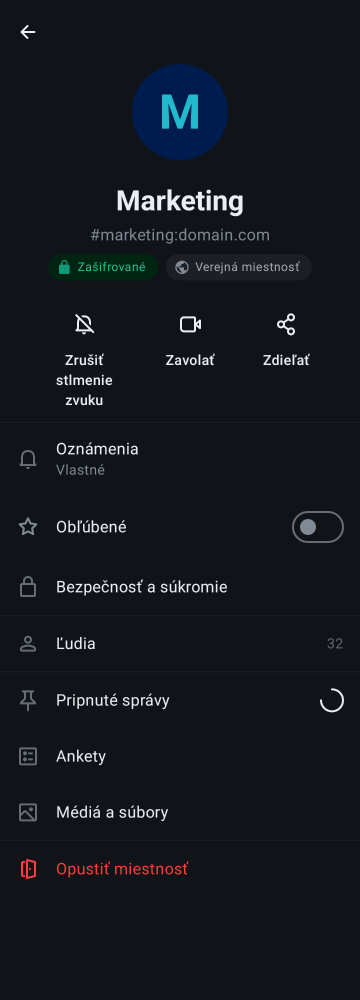 M
Marketing
#marketing:domain.com
Zašifrované
Verejná miestnosť
Zrušiť
stlmenie
zvuku
Zavolať
Zdieľať
Oznámenia
Vlastné
Obľúbené
Bezpečnosť a súkromie
Ľudia
32
Pripnuté správy
Ankety
Médiá a súbory
Opustiť miestnosť